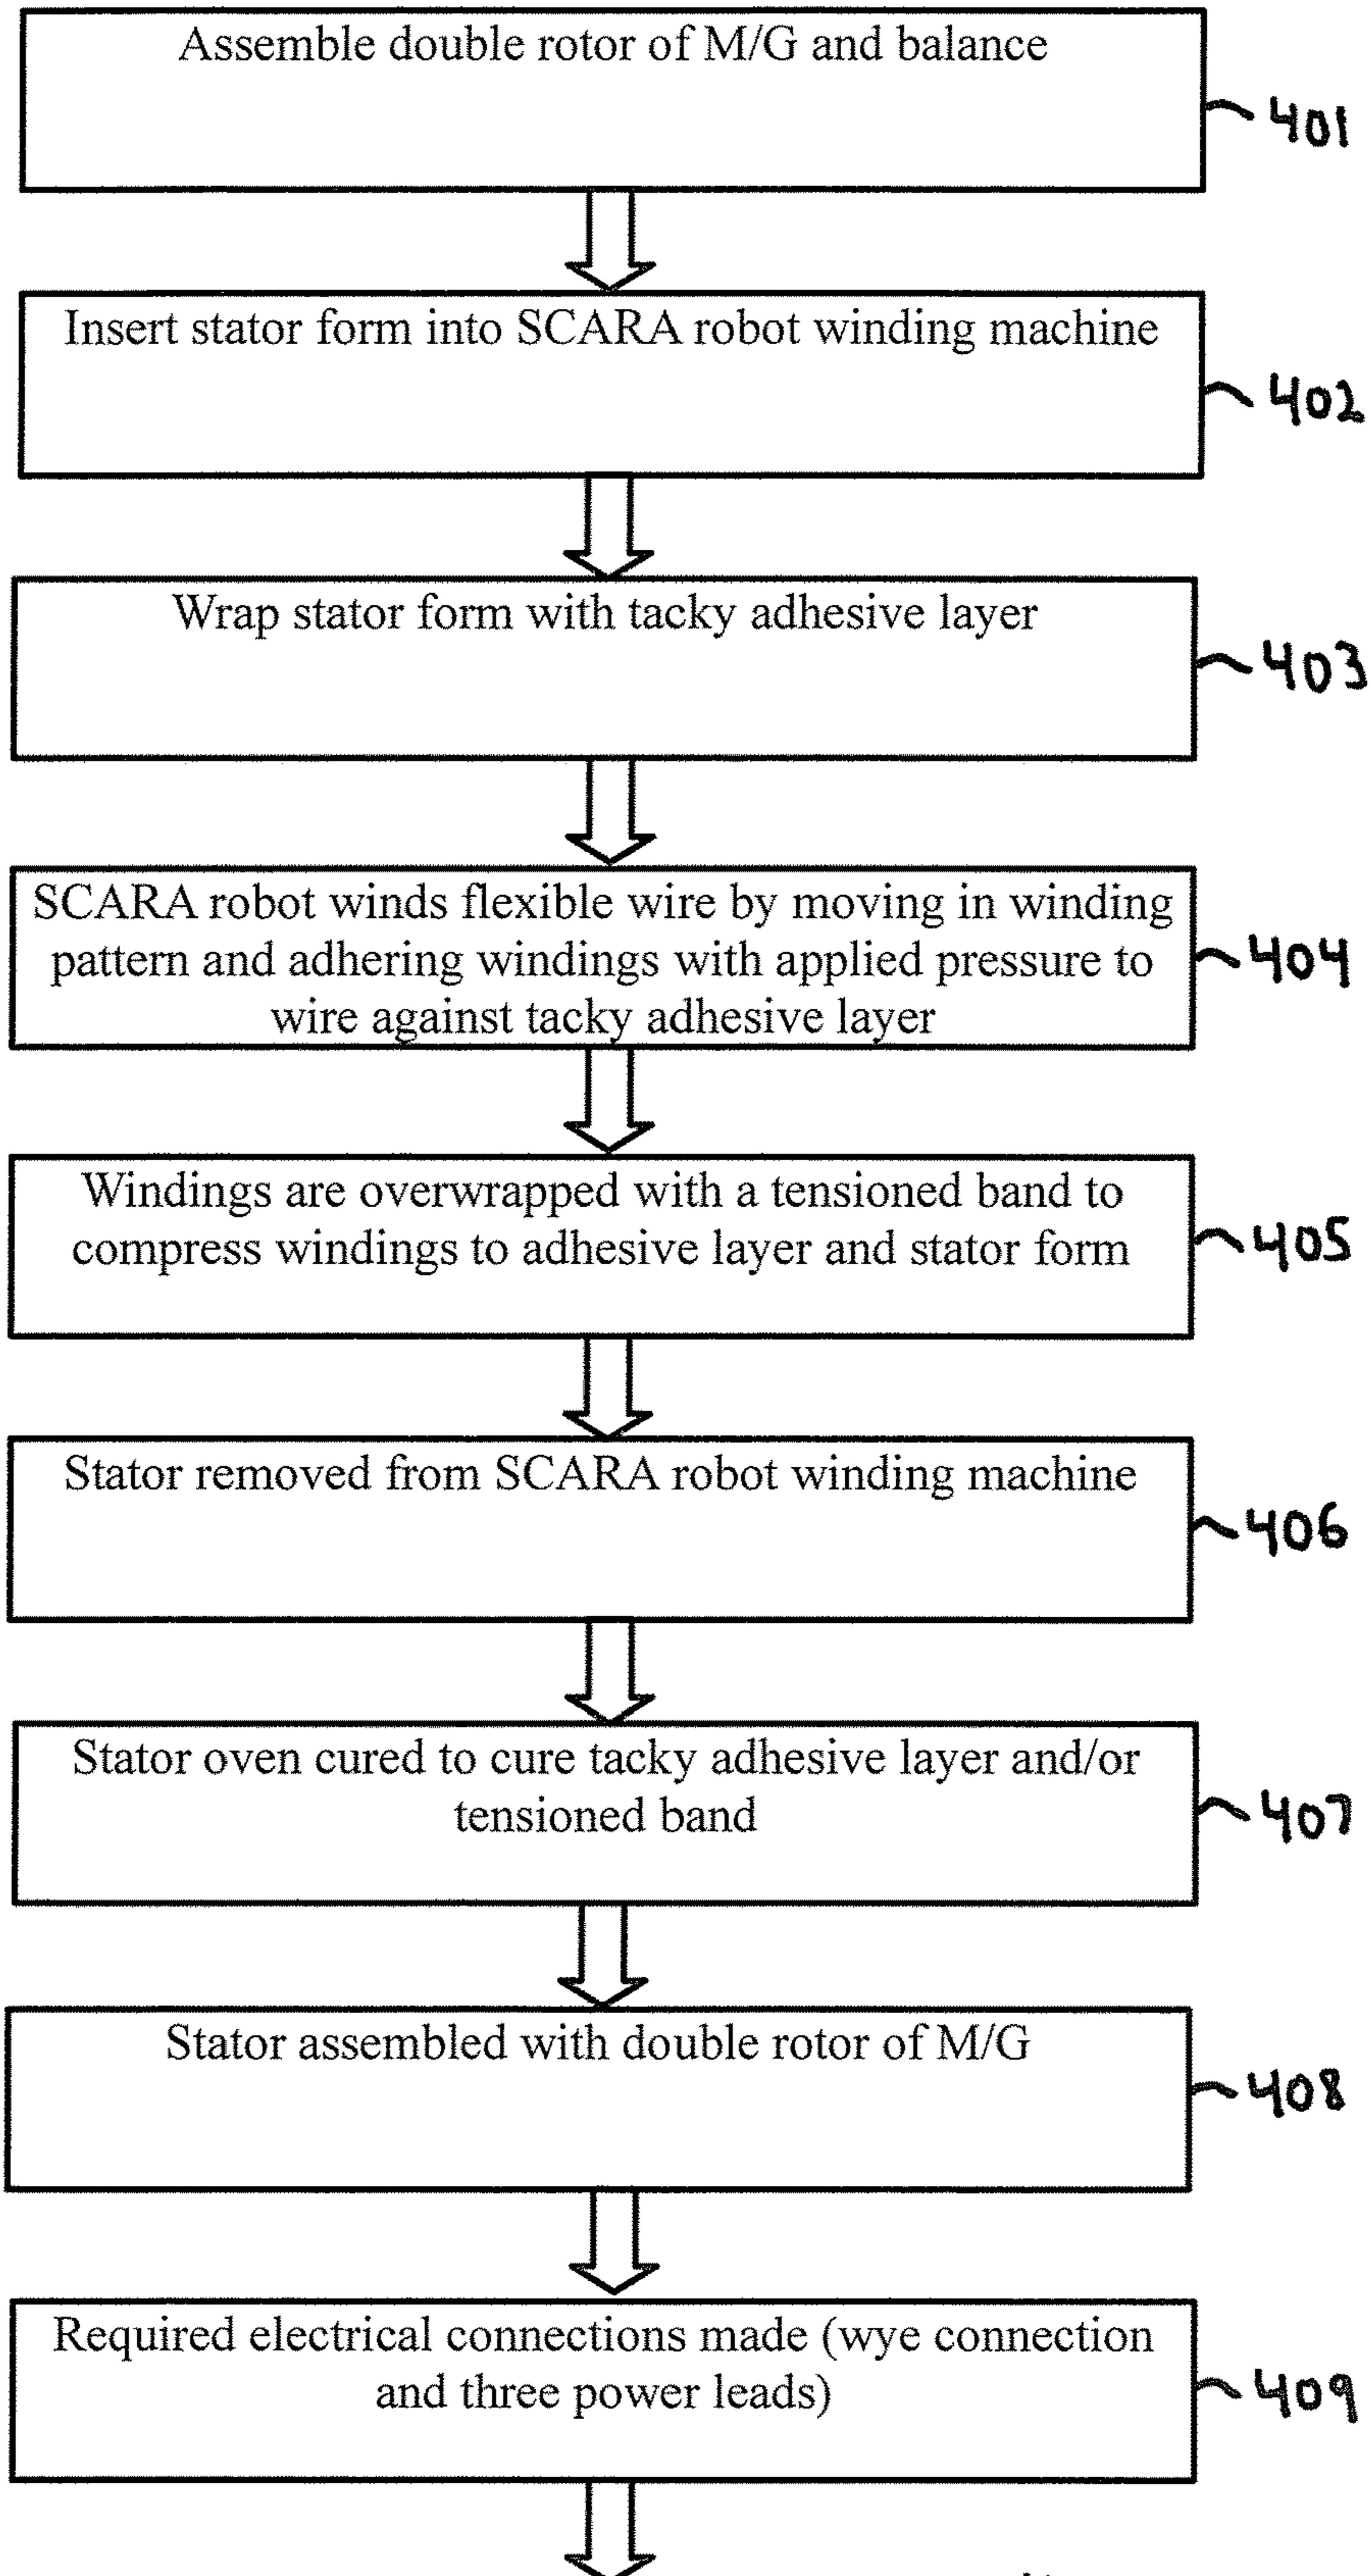 Assemble double rotor of M/G and balance
401
Insert stator form into SCARA robot winding machine
402
Wrap stator form with tacky adhesive layer
403
SCARA robot winds flexible wire by moving in winding
pattern and adhering windings with applied pressure to
wire against tacky adhesive layer
404
Windings are overwrapped with a tensioned band to
compress windings to adhesive layer and stator form
405
Stator removed from SCARA robot winding machine
406
Stator oven cured to cure tacky adhesive layer and/or
tensioned band
407
Stator assembled with double rotor of M/G
408
Required electrical connections made (wye connection
and three power leads)
409